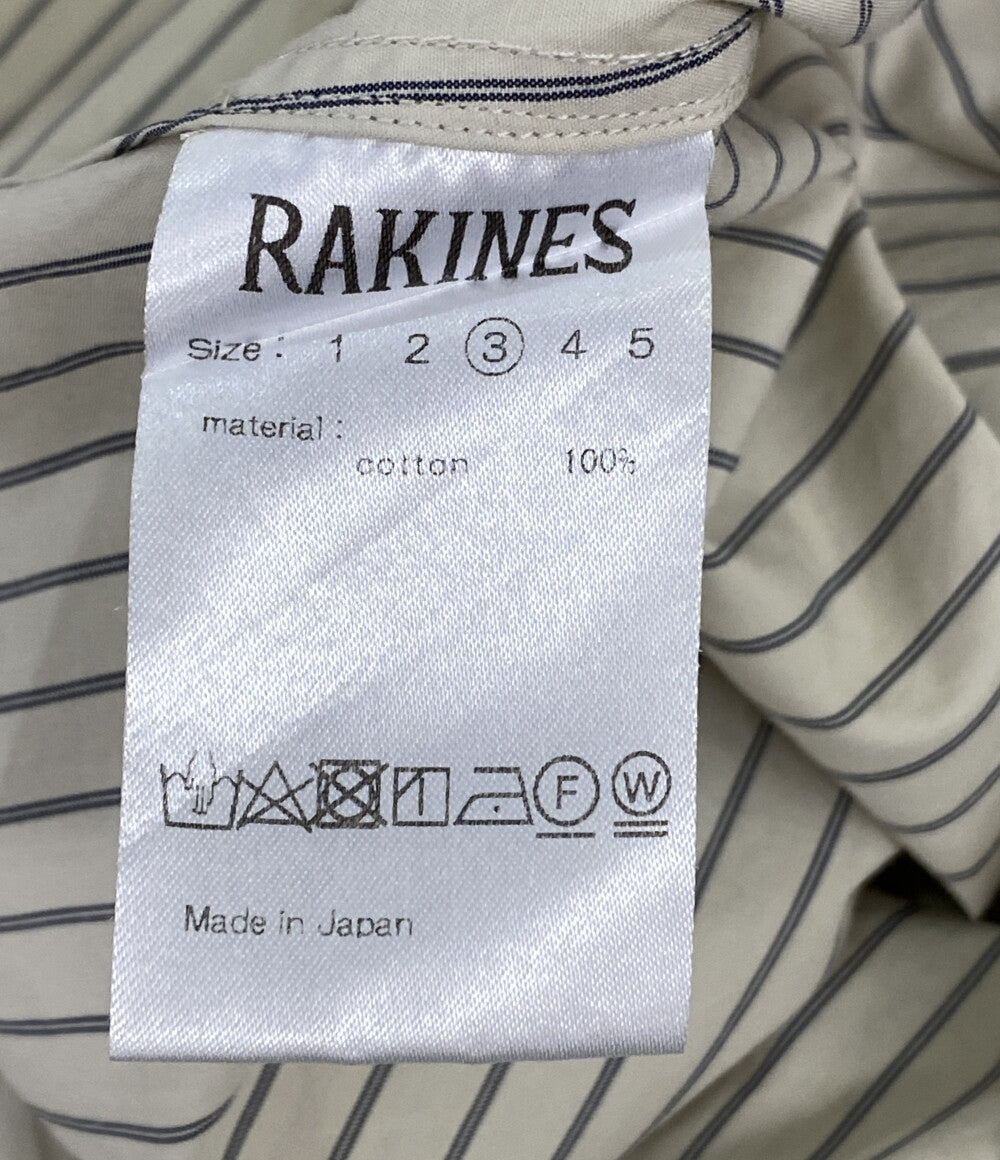 RAKINES
Size : 1 2 3 4 5
material :
cotton 100%
F W
Made in Japan